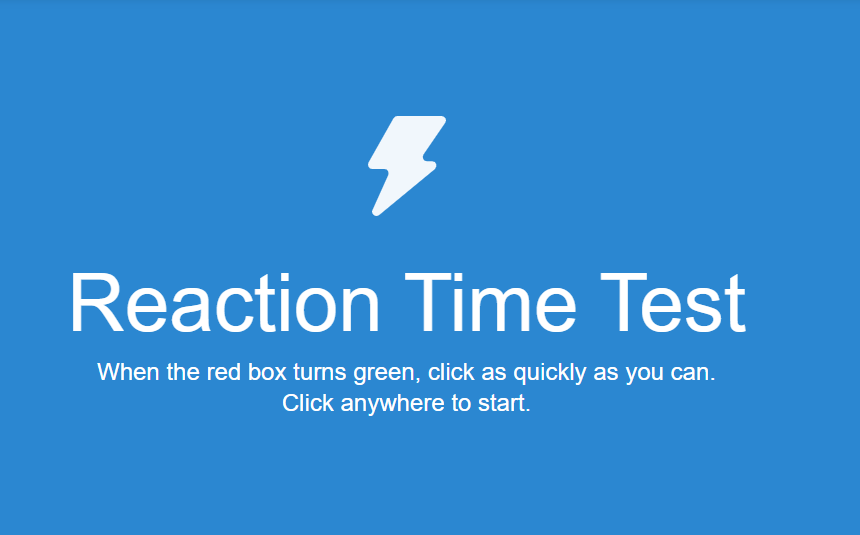 Reaction Time Test
When the red box turns green, click as quickly as you can.
Click anywhere to start.